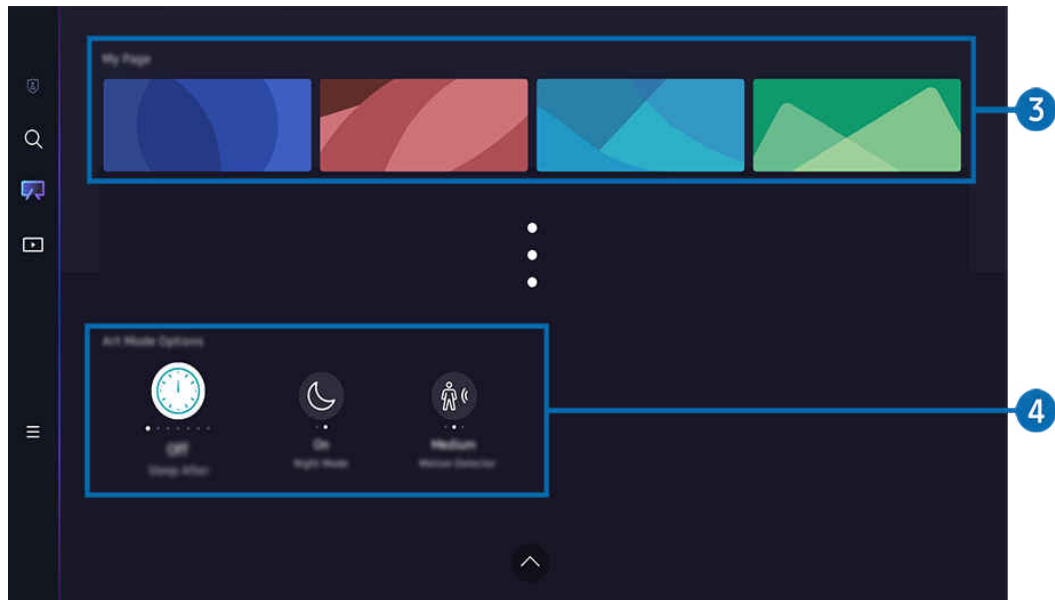 My Page
3
Art Mode Options
4
Off
On
Medium
Sleep After
Night Mode
Motion Detector